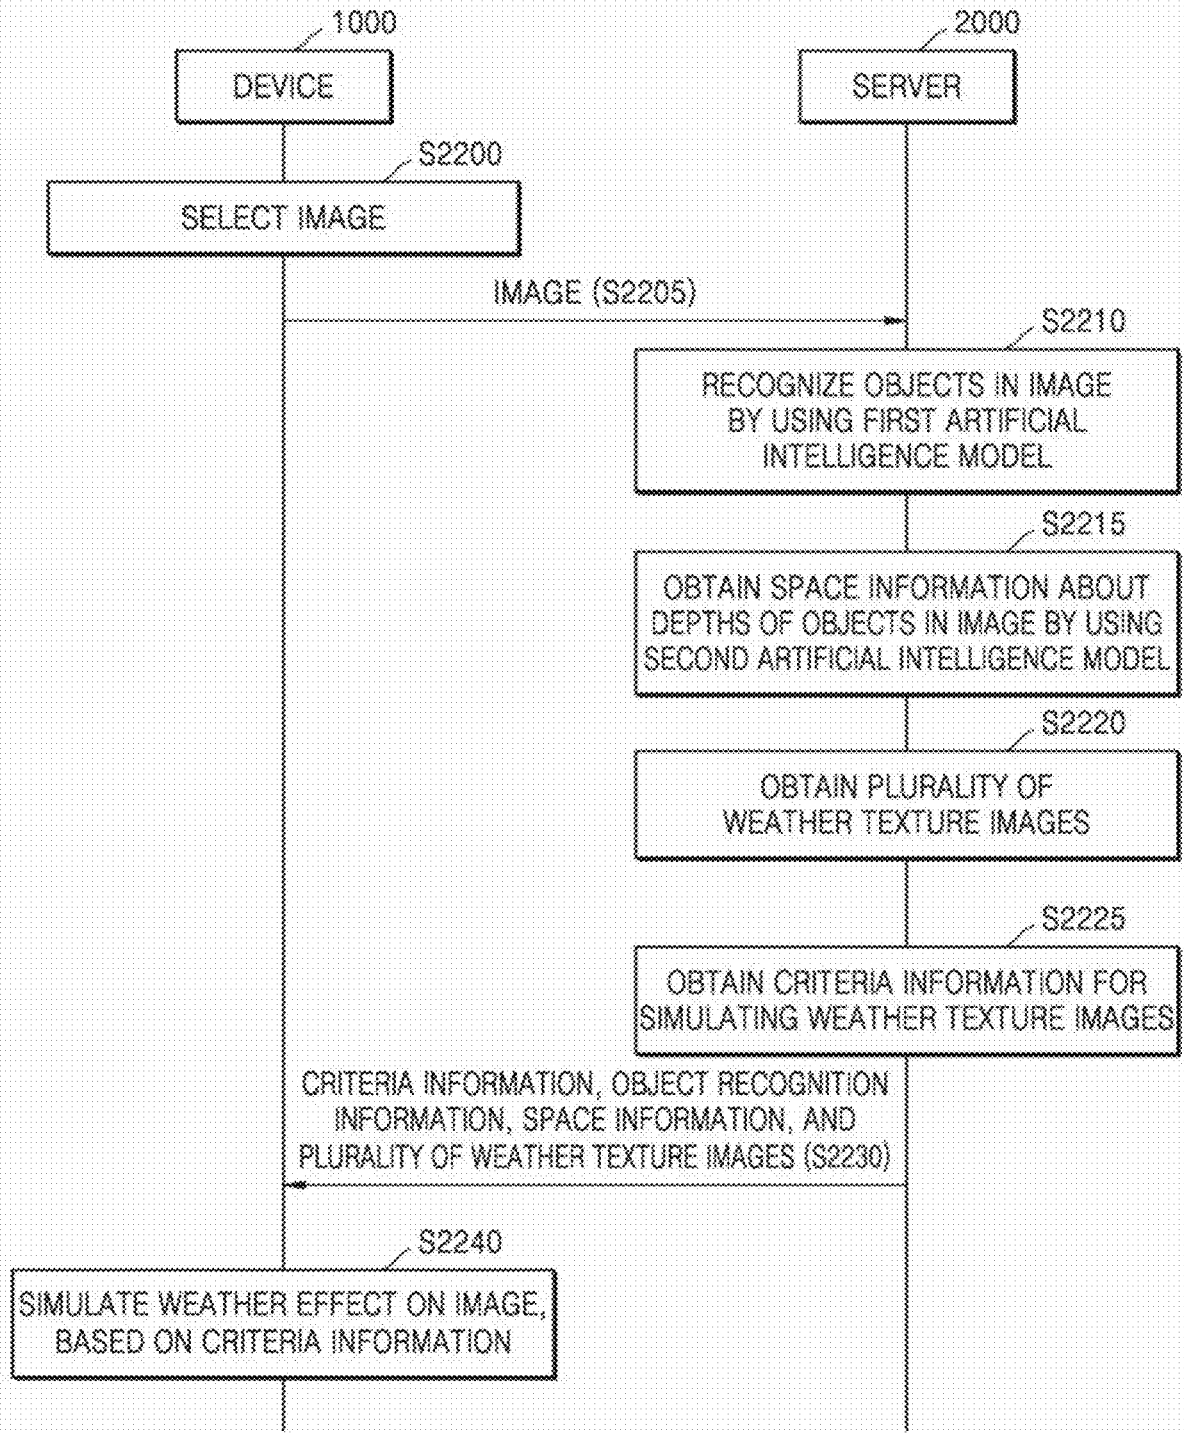 1000
2000
DEVICE
SERVER
S2200
SELECT IMAGE
IMAGE (S2205)
S2210
RECOGNIZE OBJECTS IN IMAGE
BY USING FIRST ARTIFICIAL
INTELLIGENCE MODEL
S2215
OBTAIN SPACE INFORMATION ABOUT
DEPTHS OF OBJECTS IN IMAGE BY USING
SECOND ARTIFICIAL INTELLIGENCE MODEL
S2220
OBTAIN PLURALITY OF
WEATHER TEXTURE IMAGES
S2225
OBTAIN CRITERIA INFORMATION FOR
SIMULATING WEATHER TEXTURE IMAGES
CRITERIA INFORMATION, OBJECT RECOGNITION
INFORMATION, SPACE INFORMATION, AND
PLURALITY OF WEATHER TEXTURE IMAGES (S2230)
S2240
SIMULATE WEATHER EFFECT ON IMAGE,
BASED ON CRITERIA INFORMATION